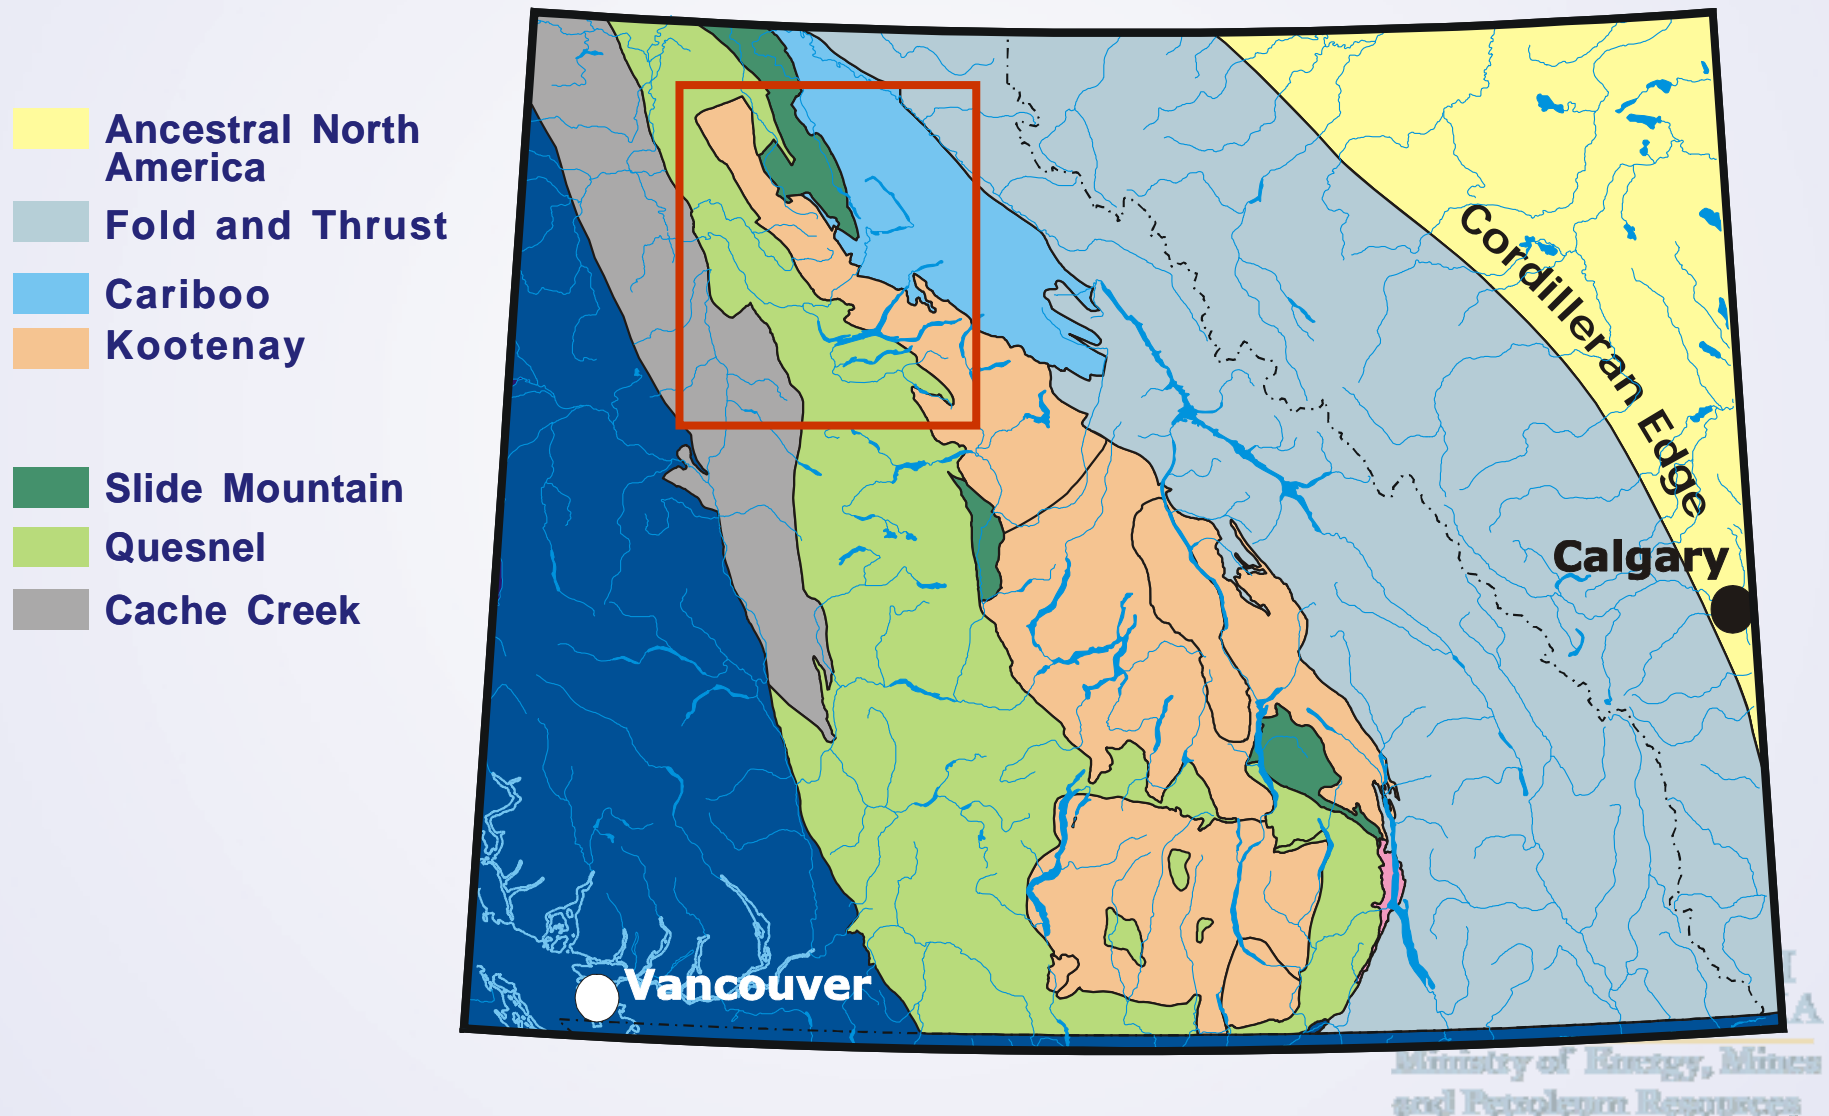 Ancestral North
America
Fold and Thrust
Cariboo
Kootenay
Slide Mountain
Quesnel
Cache Creek
Cordilleran Edge
Calgary
Vancouver
Ministry of Energy, Mines
and Petroleum Resources